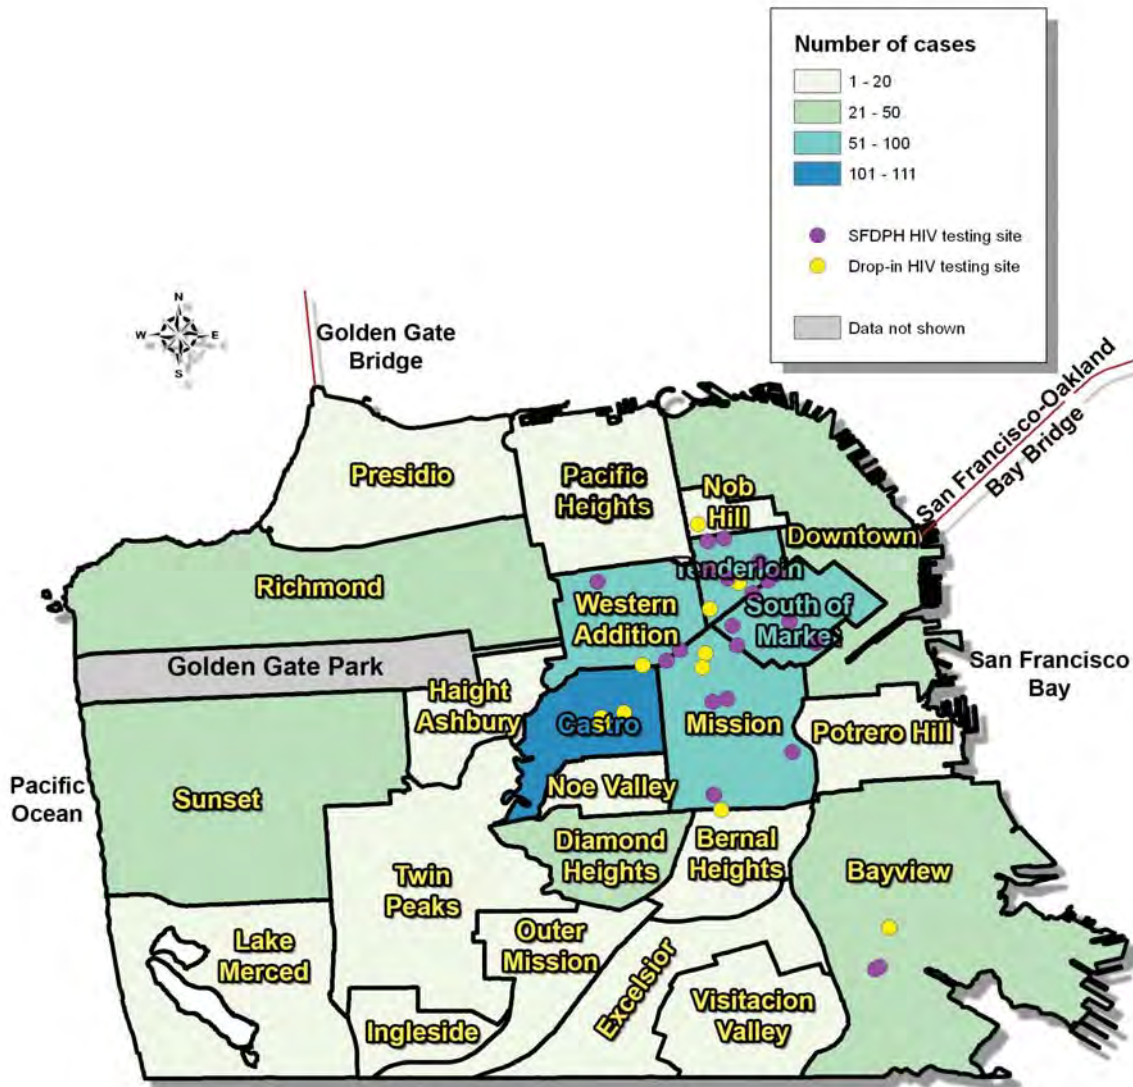 Number of cases
1 - 20
21 - 50
51 - 100
101 - 111
SFDPH HIV testing site
Drop-in HIV testing site
Data not shown
N
W
E
S
Golden Gate
Bridge
San Francisco-Oakland
Bay Bridge
Presidio
Pacific
Heights
Nob
Hill
Downtown
Richmond
Tenderloin
Western
Addition
South of
Market
Golden Gate Park
San Francisco
Bay
Haight
Ashbury
Castro
Mission
Potrero Hill
Pacific
Ocean
Sunset
Noe Valley
Diamond
Heights
Bernal
Heights
Bayview
Twin
Peaks
Lake
Merced
Outer
Mission
Excelsior
Visitacion
Valley
Ingleside